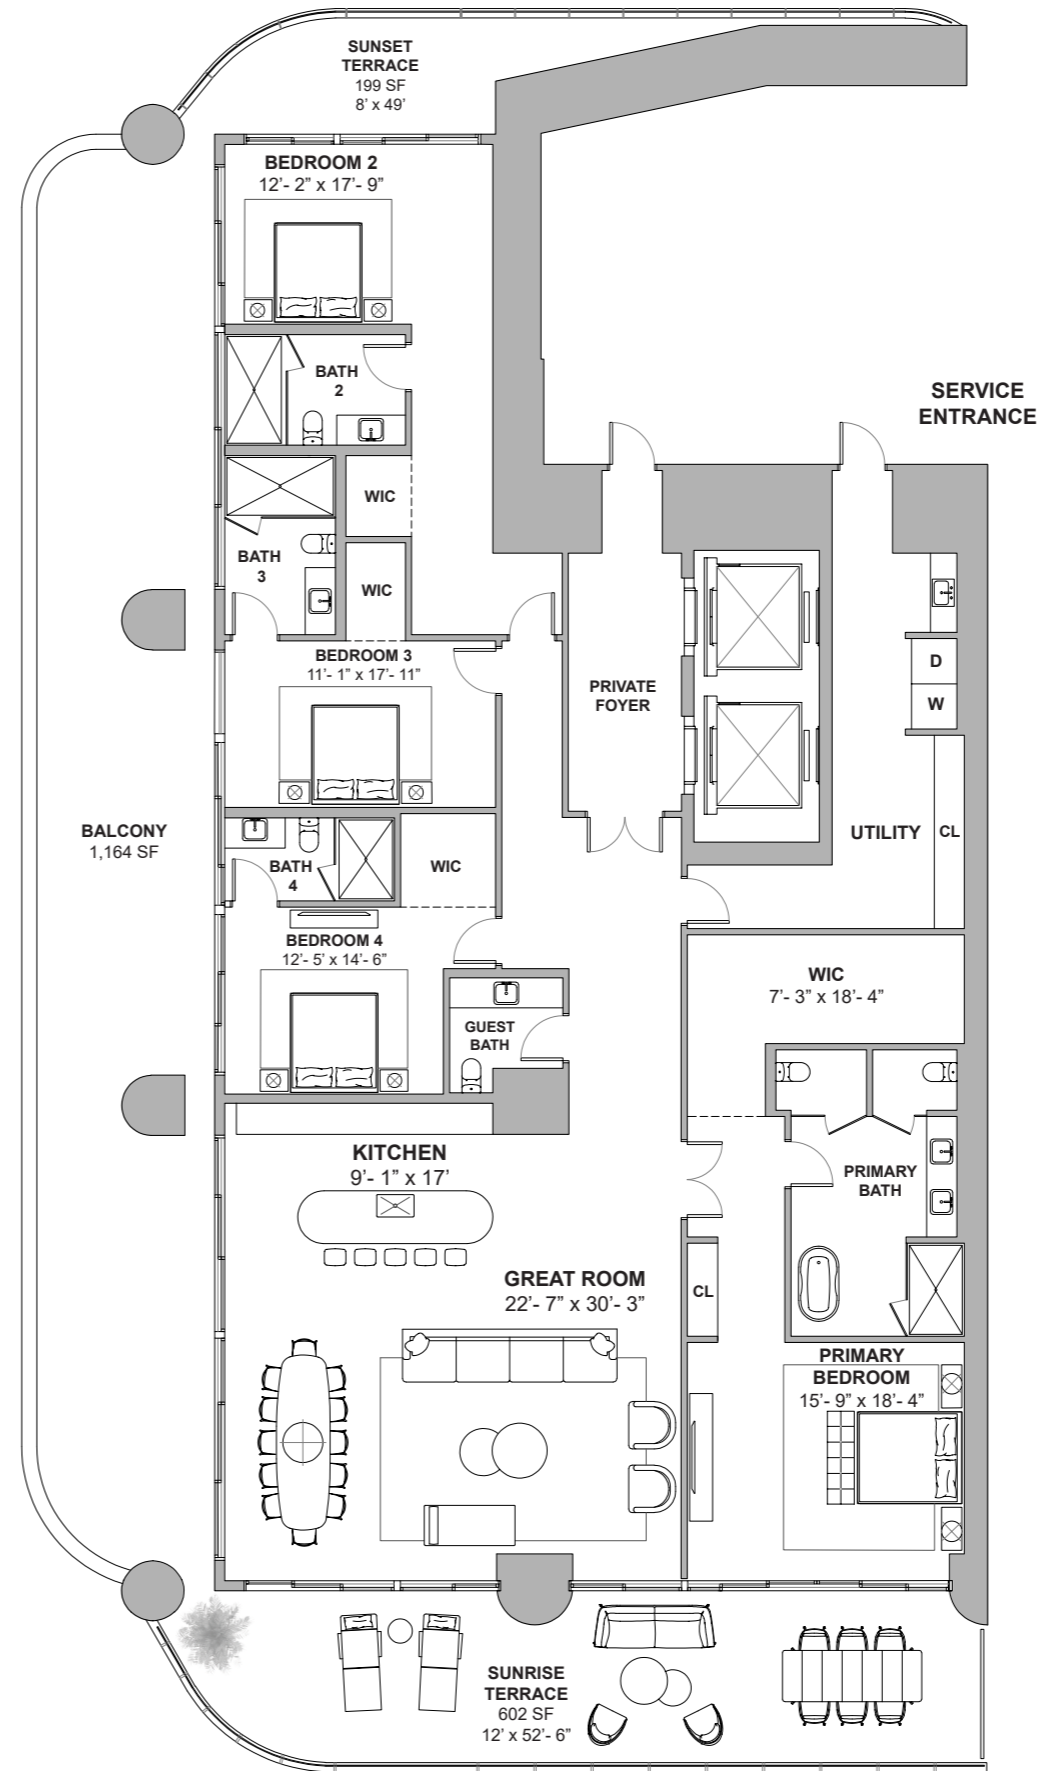 SUNSET
TERRACE
199 SF
8’ x 49’
BEDROOM 2
12’- 2” x 17’- 9”
BATH
2
SERVICE
ENTRANCE
WIC
BATH
3
WIC
BEDROOM 3
11’- 1” x 17’- 11”
PRIVATE
FOYER
D
W
BALCONY
1,164 SF
UTILITY
CL
BATH
4
WIC
BEDROOM 4
12’- 5’ x 14’- 6”
WIC
7’- 3” x 18’- 4”
GUEST
BATH
KITCHEN
9’- 1” x 17’
PRIMARY
BATH
GREAT ROOM
22’- 7” x 30’- 3”
CL
PRIMARY
BEDROOM
15’- 9” x 18’- 4”
SUNRISE
TERRACE
602 SF
12’ x 52’- 6”